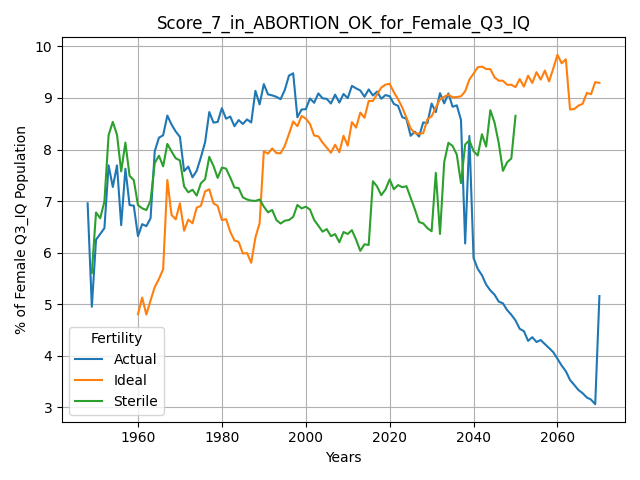 Score_7_in_ABORTION_OK_for_Female_Q3_IQ
% of Female Q3_IQ Population
10
9
8
7
6
5
4
3
Fertility
Actual
Ideal
Sterile
1960 1980 2000 2020 2040 2060
Years